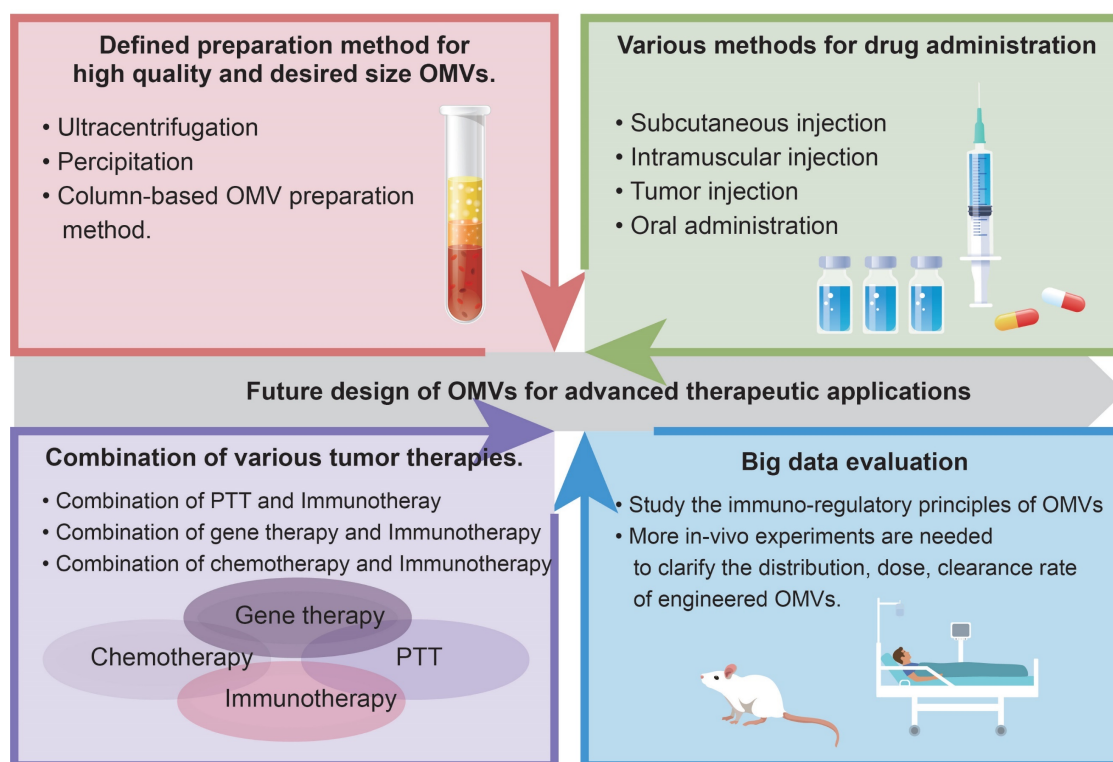 Defined preparation method for
high quality and desired size OMVs.
• Ultracentrifugation
• Percipitation
• Column-based OMV preparation
method.
Various methods for drug administration
• Subcutaneous injection
• Intramuscular injection
• Tumor injection
• Oral administration
Future design of OMVs for advanced therapeutic applications
Combination of various tumor therapies.
• Combination of PTT and Immunotheray
• Combination of gene therapy and Immunotherapy
• Combination of chemotherapy and Immunotherapy
Gene therapy
Chemotherapy
PTT
Immunotherapy
Big data evaluation
• Study the immuno-regulatory principles of OMVs
• More in-vivo experiments are needed
to clarify the distribution, dose, clearance rate
of engineered OMVs.